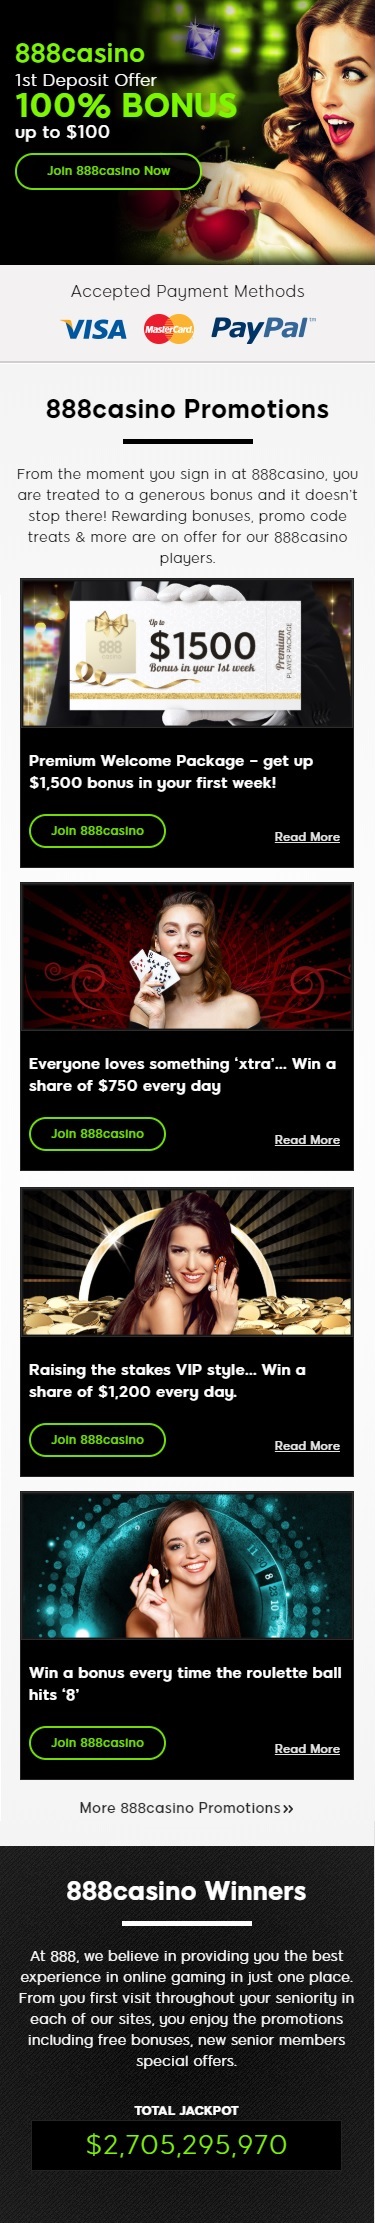 888casino
1st Deposit Offer
100% BONUS
up to $100
Join 888casino Now
Accepted Payment Methods
VISA MasterCard PayPal™
888casino Promotions
From the moment you sign in at 888casino, you
are treated to a generous bonus and it doesn't
stop there! Rewarding bonuses, promo code
treats & more are on offer for our 888casino
players.
Up to
$1500
Bonus in your 1st week
888
casino
Premium
PLAYER PACKAGE
Premium Welcome Package – get up
$1,500 bonus in your first week!
Join 888casino
Read More
Everyone loves something ‘xtra’... Win a
share of $750 every day
Join 888casino
Read More
Raising the stakes VIP style... Win a
share of $1,200 every day.
Join 888casino
Read More
11
8
23
10
Win a bonus every time the roulette ball
hits ‘8’
Join 888casino
Read More
More 888casino Promotions»
888casino Winners
At 888, we believe in providing you the best
experience in online gaming in just one place.
From you first visit throughout your seniority in
each of our sites, you enjoy the promotions
including free bonuses, new senior members
special offers.
TOTAL JACKPOT
$2,705,295,970